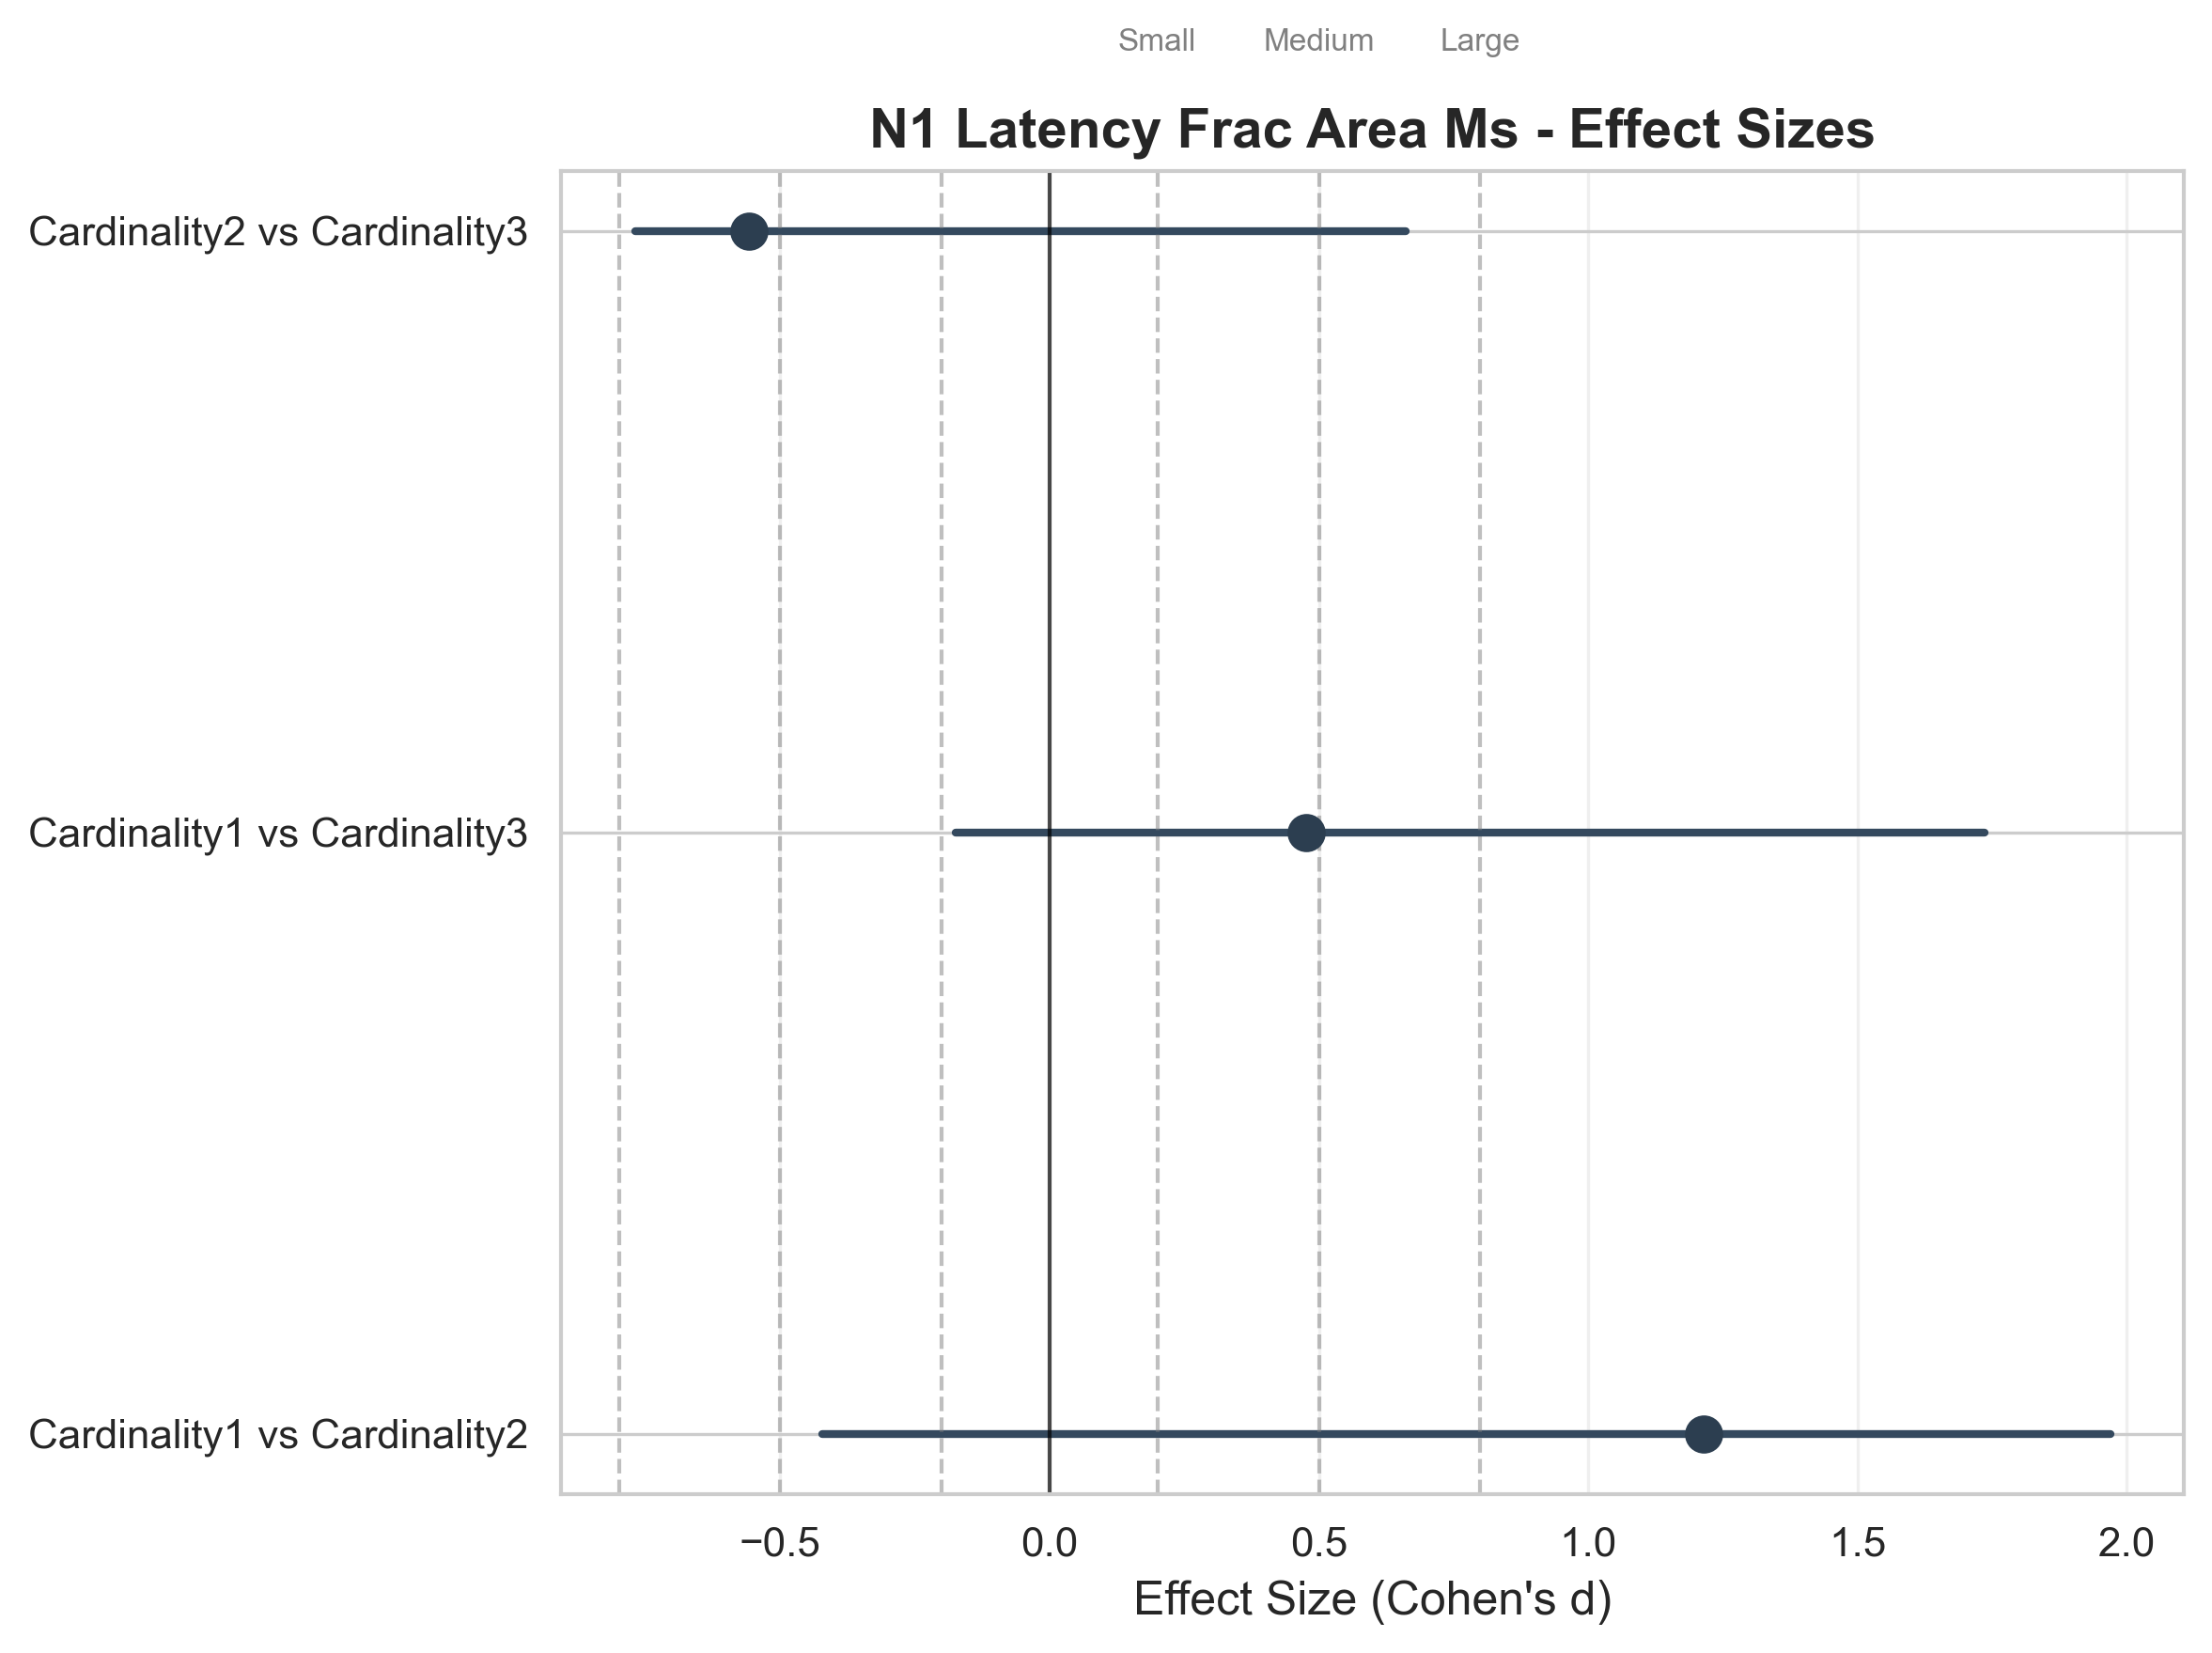 Small Medium Large
N1 Latency Frac Area Ms - Effect Sizes
Cardinality2 vs Cardinality3
Cardinality1 vs Cardinality3
Cardinality1 vs Cardinality2
−0.5 0.0 0.5 1.0 1.5 2.0
Effect Size (Cohen's d)